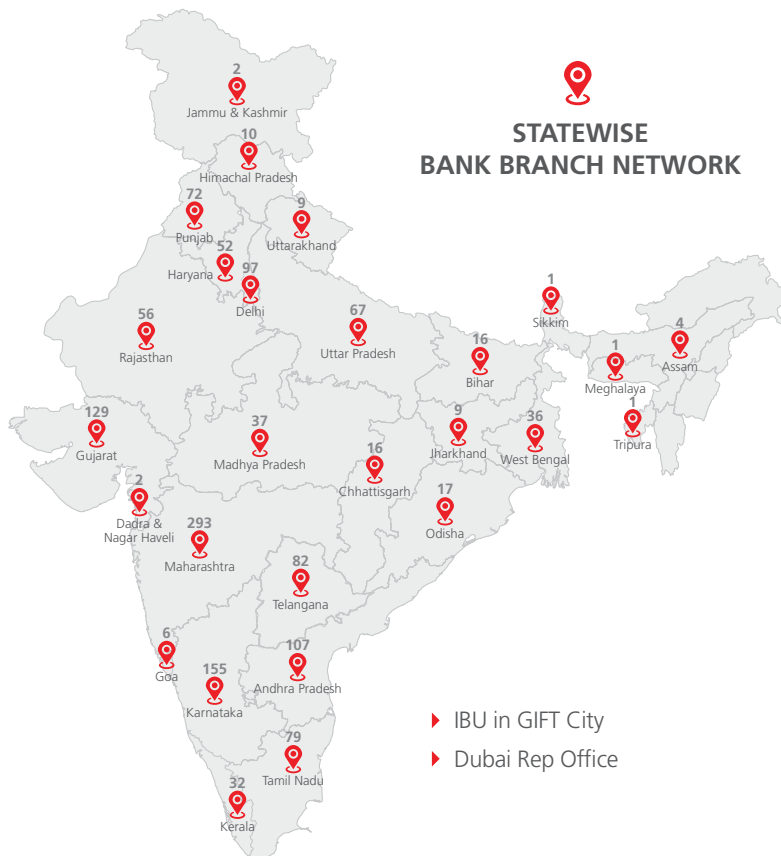 STATEWISE
BANK BRANCH NETWORK
2
Jammu & Kashmir
10
Himachal Pradesh
72
Punjab
9
Uttarakhand
52
Haryana
97
Delhi
56
Rajasthan
67
Uttar Pradesh
16
Bihar
1
Sikkim
4
Assam
1
Meghalaya
1
Tripura
129
Gujarat
37
Madhya Pradesh
16
Chhattisgarh
9
Jharkhand
36
West Bengal
2
Dadra &
Nagar Haveli
293
Maharashtra
17
Odisha
82
Telangana
6
Goa
155
Karnataka
107
Andhra Pradesh
79
Tamil Nadu
32
Kerala
IBU in GIFT City
Dubai Rep Office